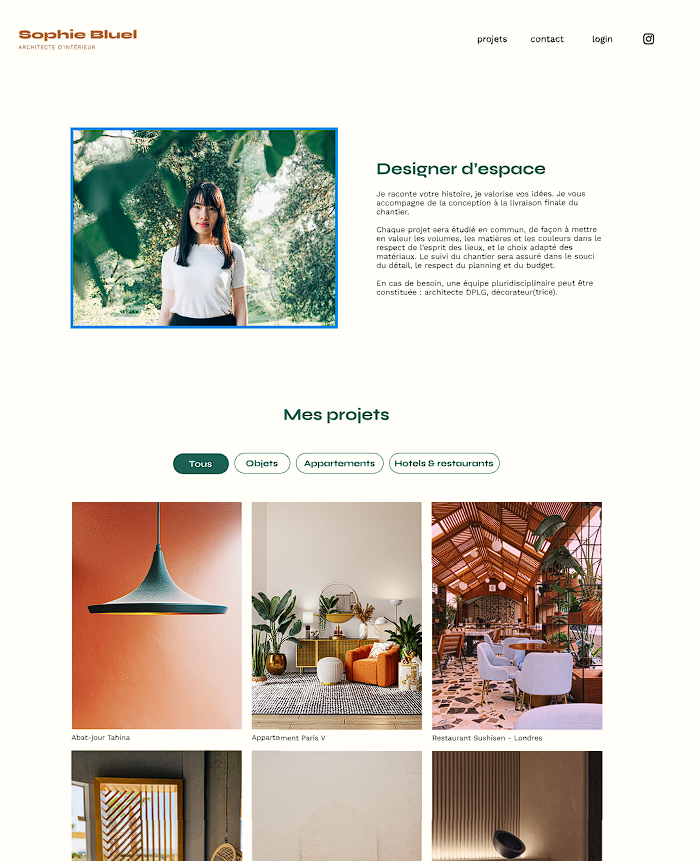 Sophie Bluel
ARCHITECTE D'INTÉRIEUR
projets
contact
login
Designer d'espace
Je raconte votre histoire, je valorise vos idées. Je vous
accompagne de la conception à la livraison finale du
chantier.
Chaque projet sera étudié en commun, de façon à mettre
en valeur les volumes, les matières et les couleurs dans le
respect de l'esprit des lieux, et le choix adapté des
matériaux. Le suivi du chantier sera assuré dans le souci
du détail, le respect du planning et du budget.
En cas de besoin, une équipe pluridisciplinaire peut être
constituée : architecte DPLG, décorateur(trice).
Mes projets
Tous
Objets
Appartements
Hotels & restaurants
Abat-jour Tahina
Appartement Paris V
Restaurant Sushisen - Londres